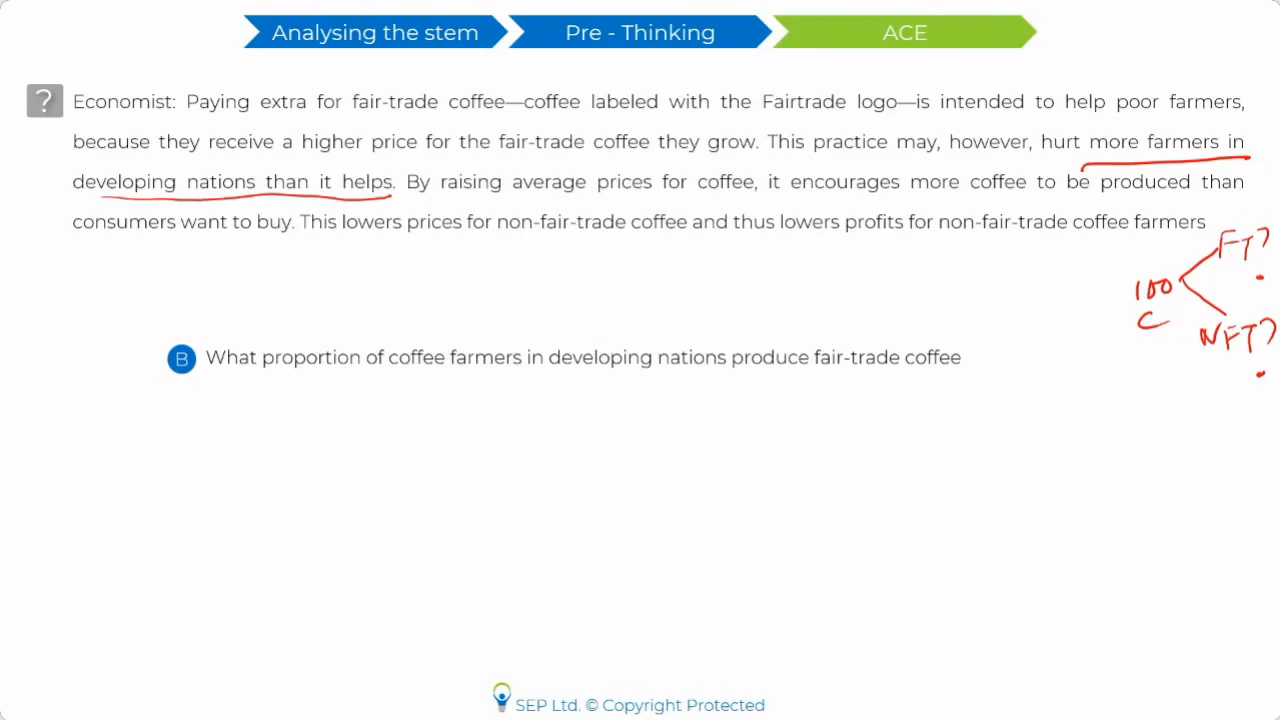 Analysing the stem
Pre - Thinking
ACE
?
Economist: Paying extra for fair-trade coffee—coffee labeled with the Fairtrade logo—is intended to help poor farmers,
because they receive a higher price for the fair-trade coffee they grow. This practice may, however, hurt more farmers in
developing nations than it helps. By raising average prices for coffee, it encourages more coffee to be produced than
consumers want to buy. This lowers prices for non-fair-trade coffee and thus lowers profits for non-fair-trade coffee farmers
FT?
100
C
NFT?
B What proportion of coffee farmers in developing nations produce fair-trade coffee
SEP Ltd. © Copyright Protected